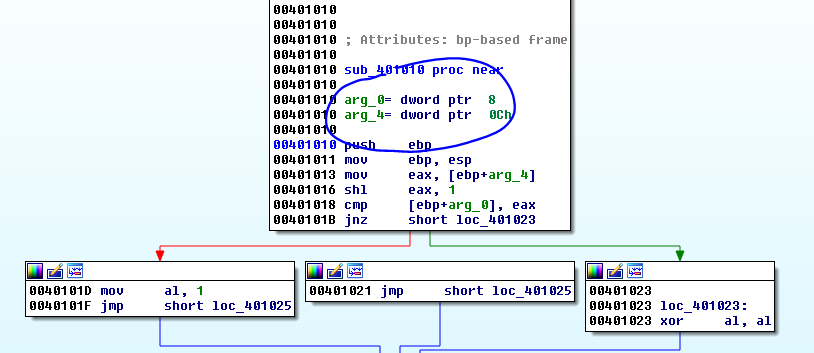 00401010
00401010
00401010 ; Attributes: bp-based frame
00401010
00401010 sub_401010 proc near
00401010
00401010 arg_0= dword ptr  8
00401010 arg_4= dword ptr  0Ch
00401010
00401010 push    ebp
00401011 mov     ebp, esp
00401013 mov     eax, [ebp+arg_4]
00401016 shl     eax, 1
00401018 cmp     [ebp+arg_0], eax
0040101B jnz     short loc_401023
0040101D mov     al, 1
0040101F jmp     short loc_401025
00401021 jmp     short loc_401025
00401023
00401023 loc_401023:
00401023 xor     al, al